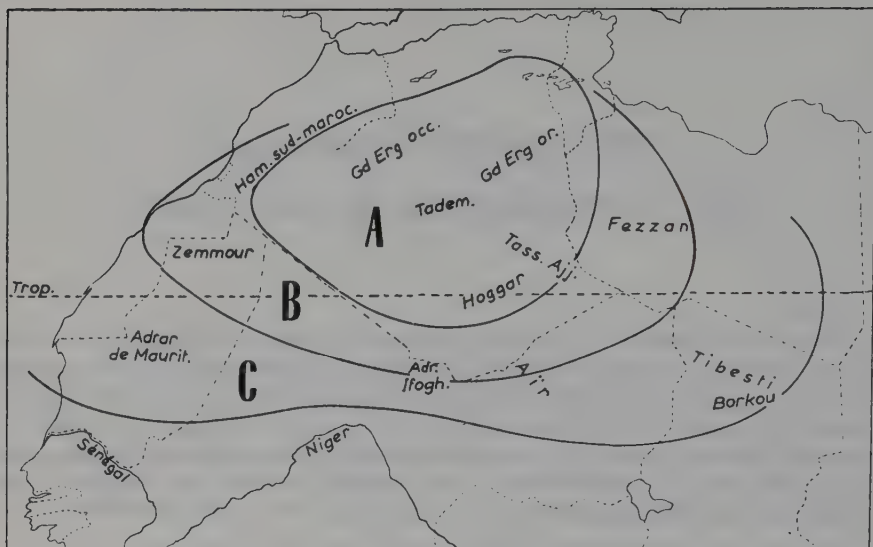 Ham. sud-maroc.
Gd Erg occ.
Gd Erg or.
Tadem.
A
Fezzan
Zemmour
Tass. Ajj.
Hoggar
Trop.
B
Adrar
de Maurit.
Adr.
Ifogh.
Aïr
Tibesti
Borkou
C
Sénégal
Niger